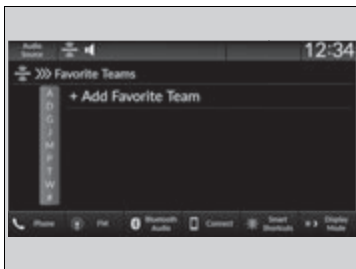 Audio
Source
12:34
Favorite Teams
A
D
G
J
M
P
T
W
#
+ Add Favorite Team
Phone
FM
Bluetooth
Audio
Connect
Smart
Shortcuts
Display
Mode